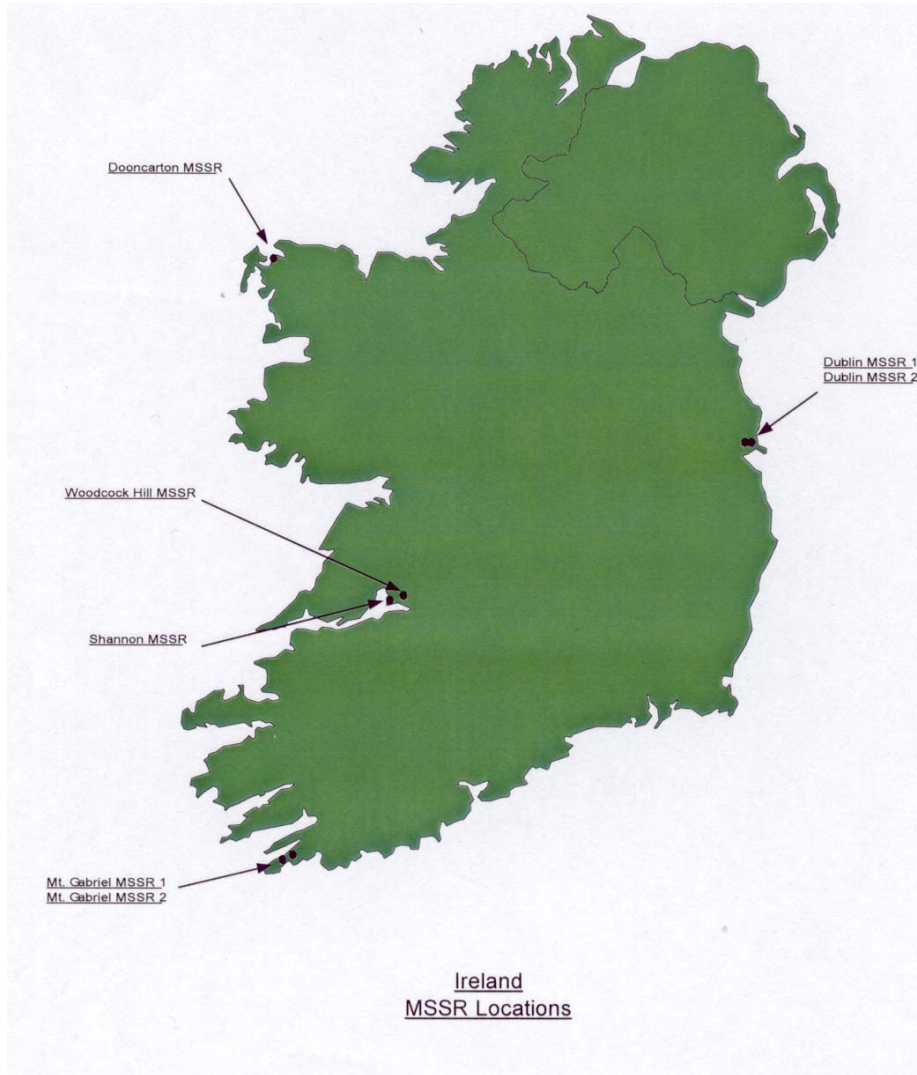 Dooncarton MSSR
Dublin MSSR 1
Dublin MSSR 2
Woodcock Hill MSSR
Shannon MSSR
Mt. Gabriel MSSR 1
Mt. Gabriel MSSR 2
Ireland
MSSR Locations